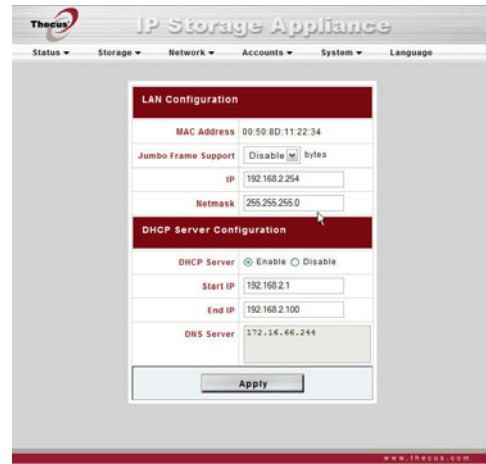 Thecus
IP Storage Appliance
Status Storage Network Accounts System Language
LAN Configuration
MAC Address 00:50:8D:11:22:34
Jumbo Frame Support Disable bytes
IP 192.168.2.254
Netmask 255.255.255.0
DHCP Server Configuration
DHCP Server Enable Disable
Start IP 192.168.2.1
End IP 192.168.2.100
DNS Server 172.16.66.244
Apply
www.thecus.com